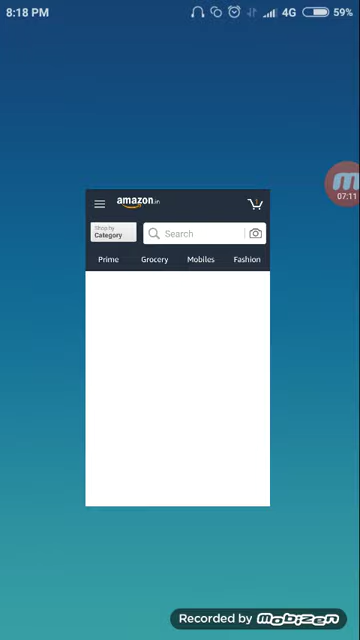 8:18 PM 4G 59%
amazon.in
Shop by
Category
Search
Prime Grocery Mobiles Fashion
07:11
Recorded by mobizen